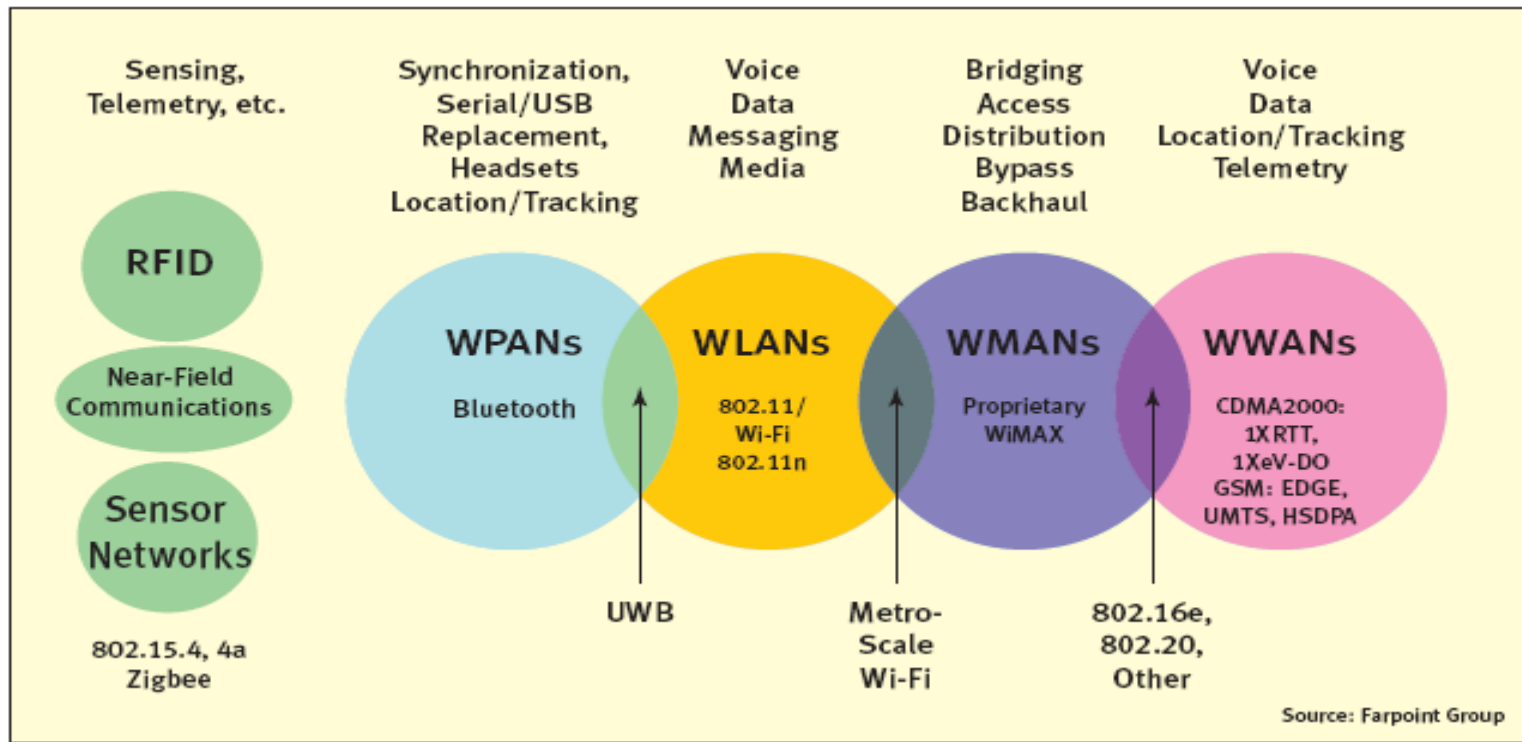 Sensing,
Telemetry, etc.
Synchronization,
Serial/USB
Replacement,
Headsets
Location/Tracking
Voice
Data
Messaging
Media
Bridging
Access
Distribution
Bypass
Backhaul
Voice
Data
Location/Tracking
Telemetry
RFID
Near-Field
Communications
Sensor
Networks
802.15.4, 4a
Zigbee
WPANs
Bluetooth
WLANs
802.11/
Wi-Fi
802.11n
WMANs
Proprietary
WiMAX
WWANs
CDMA2000:
1XRTT,
1XeV-DO
GSM: EDGE,
UMTS, HSDPA
UWB
Metro-
Scale
Wi-Fi
802.16e,
802.20,
Other
Source: Farpoint Group